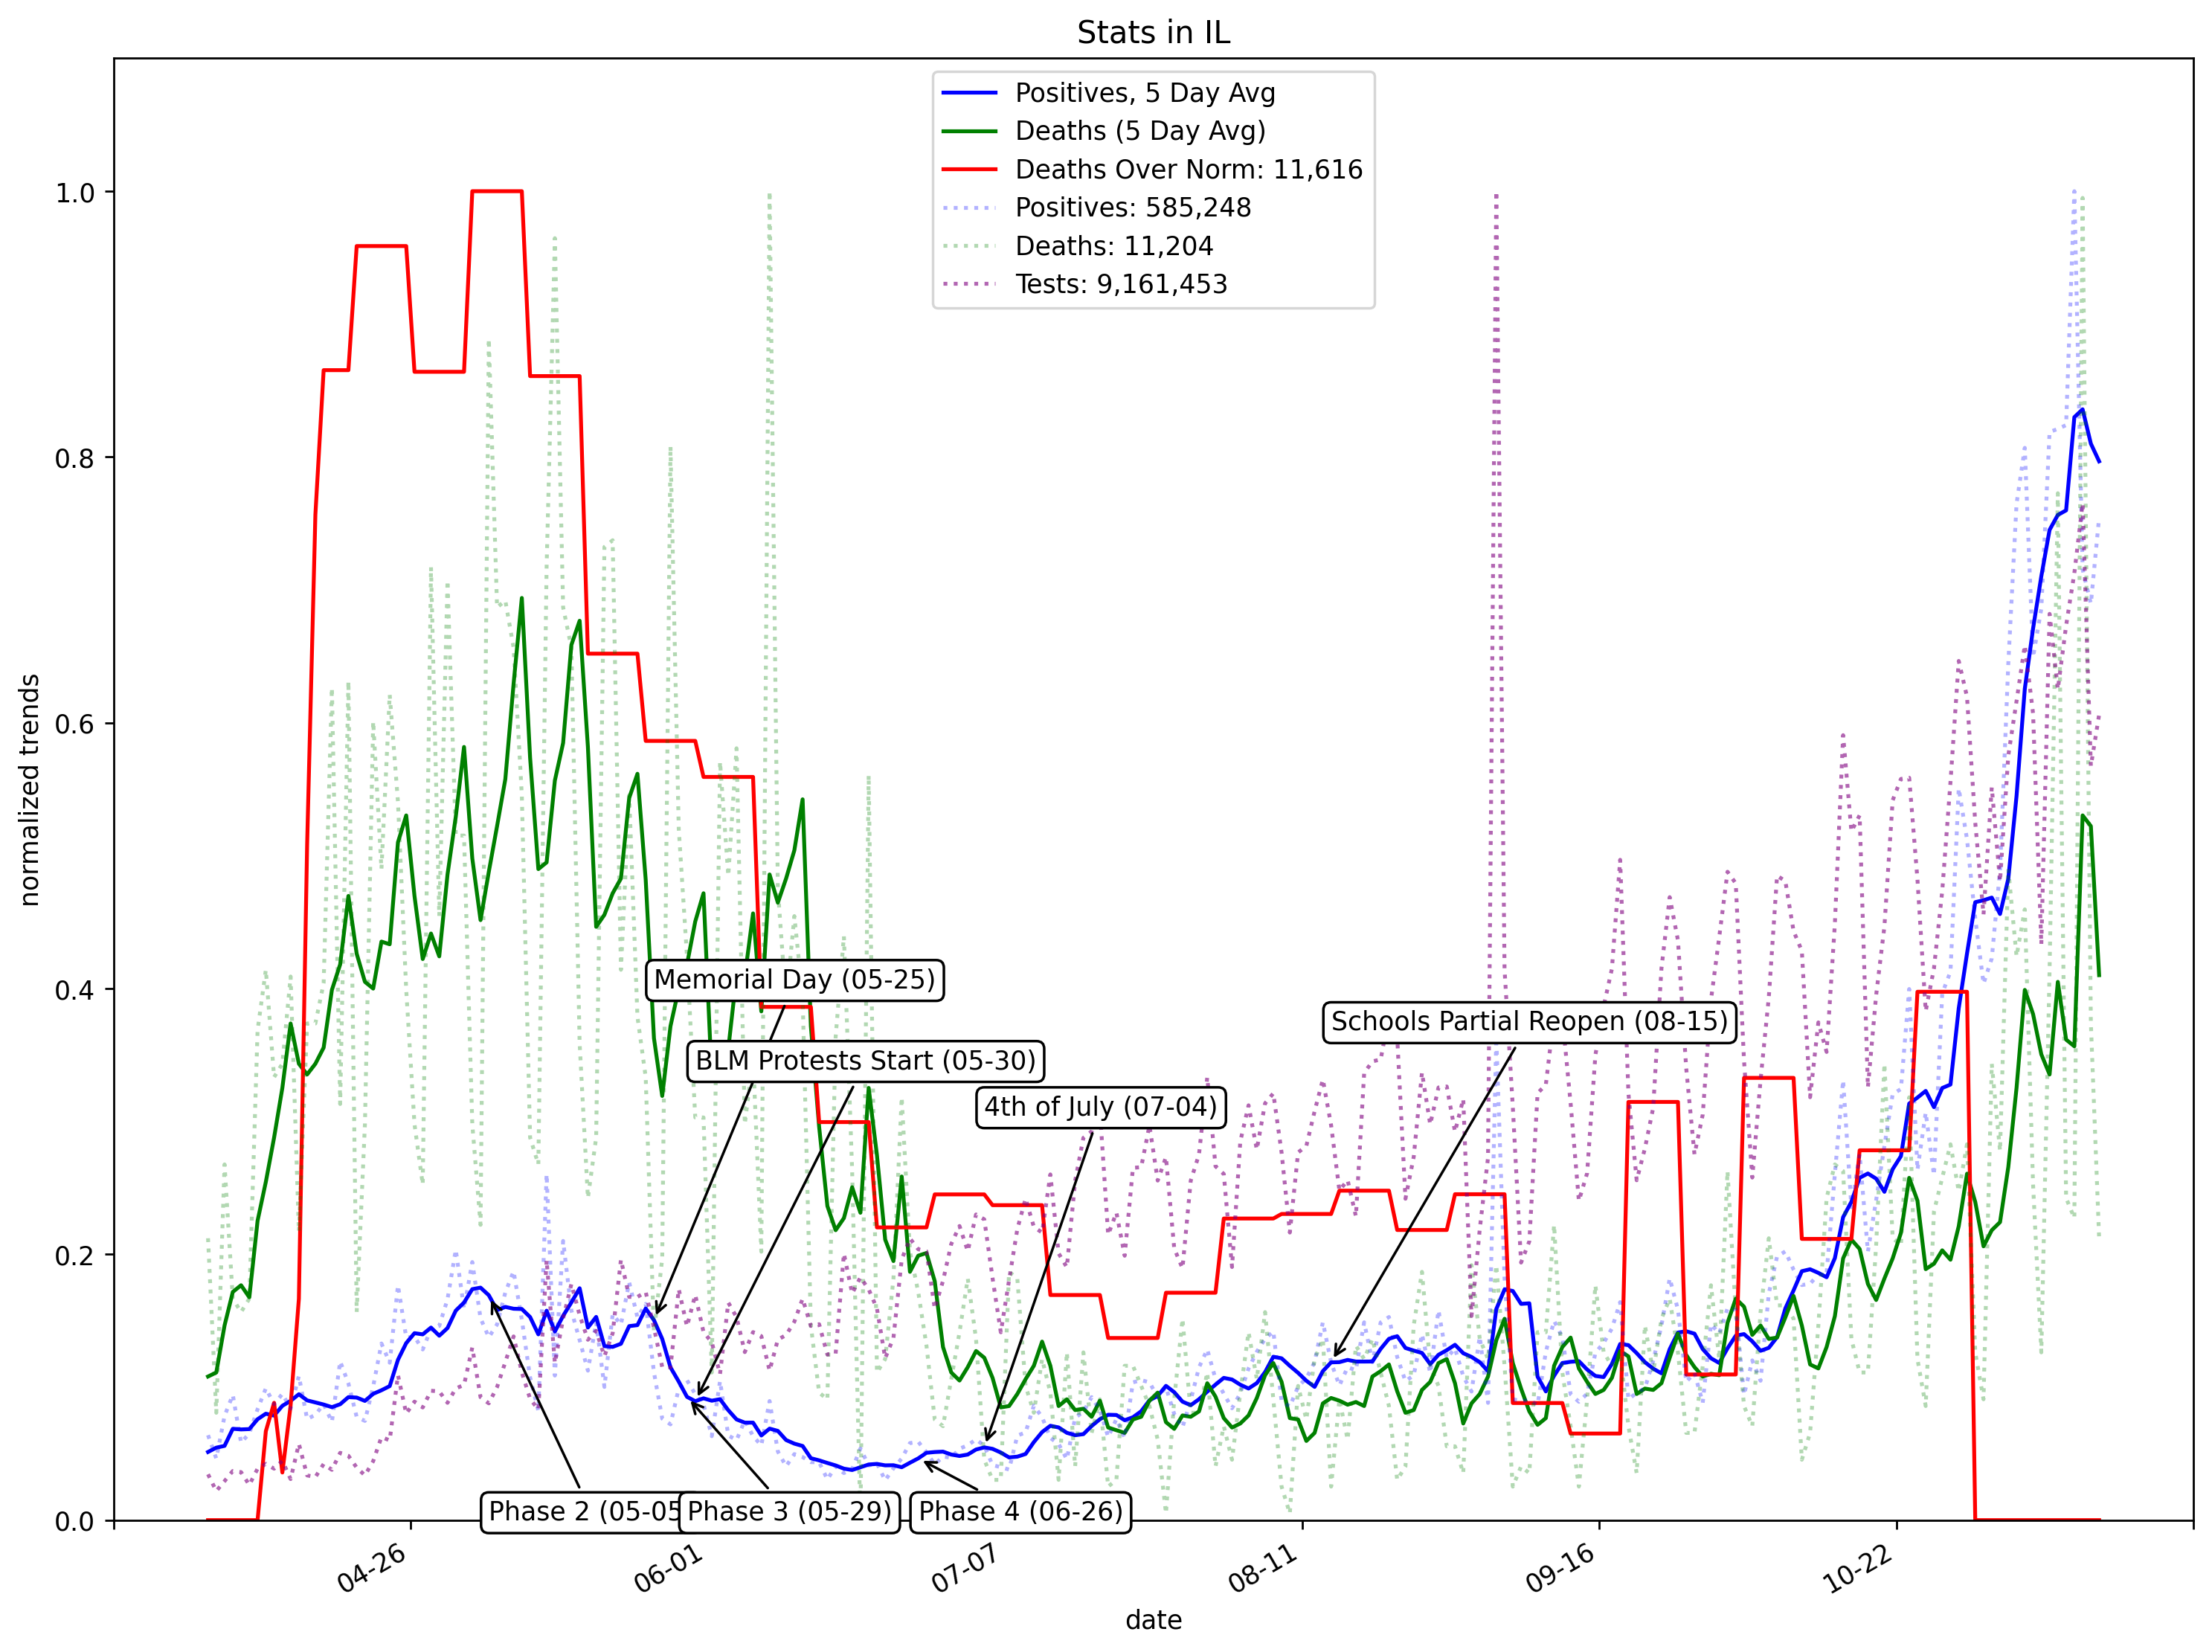 Stats in IL
Positives, 5 Day Avg
Deaths (5 Day Avg)
Deaths Over Norm: 11,616
Positives: 585,248
Deaths: 11,204
Tests: 9,161,453
normalized trends
1.0
0.8
0.6
0.4
0.2
0.0
Memorial Day (05-25)
BLM Protests Start (05-30)
4th of July (07-04)
Schools Partial Reopen (08-15)
Phase 2 (05-05
Phase 3 (05-29)
Phase 4 (06-26)
04-26
06-01
07-07
08-11
09-16
10-22
date